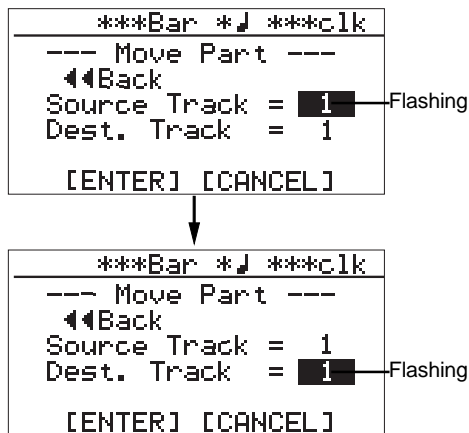 ***Bar *♩ ***clk
--- Move Part ---
◀◀Back
Source Track = 1 Flashing
Dest. Track = 1
[ENTER] [CANCEL]
***Bar *♩ ***clk
--- Move Part ---
◀◀Back
Source Track = 1
Dest. Track = 1 Flashing
[ENTER] [CANCEL]